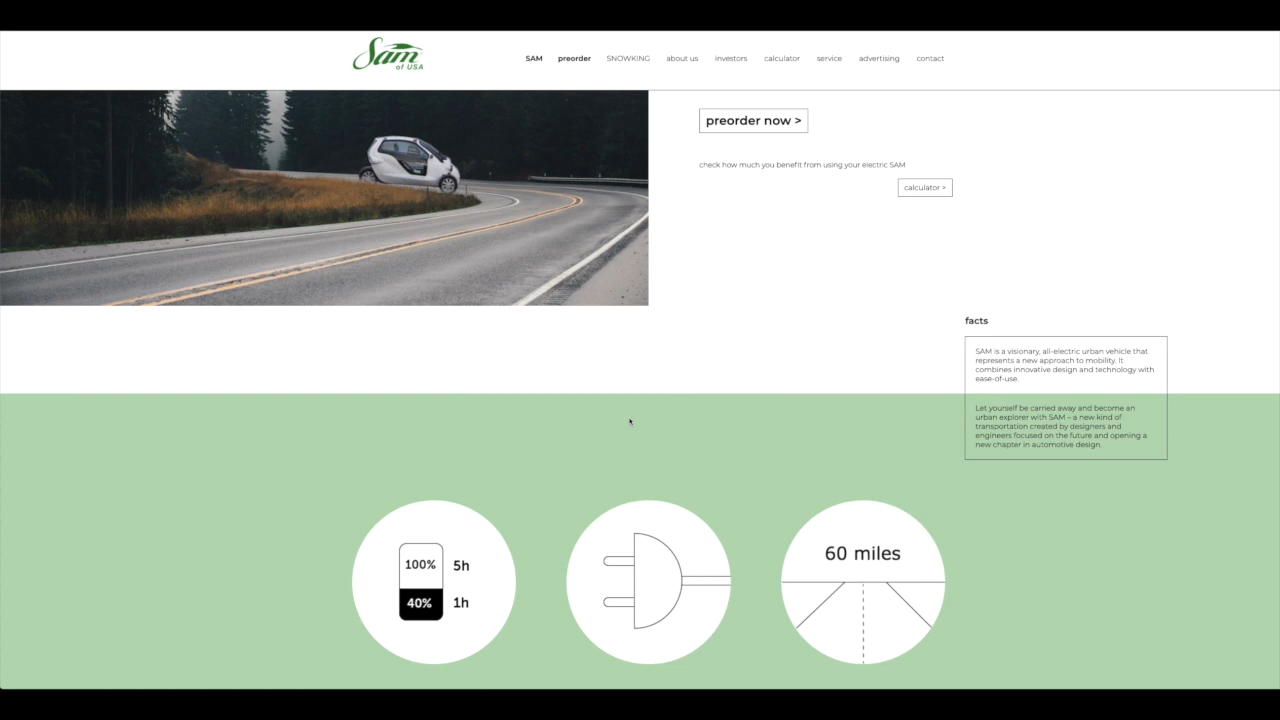 Sam
of USA
SAM preorder SNOWKING about us investors calculator service advertising contact
preorder now >
check how much you benefit from using your electric SAM
calculator >
facts
SAM is a visionary, all-electric urban vehicle that
represents a new approach to mobility. It
combines innovative design and technology with
ease-of-use.
Let yourself be carried away and become an
urban explorer with SAM – a new kind of
transportation created by designers and
engineers focused on the future and opening a
new chapter in automotive design.
100% 5h
40% 1h
60 miles